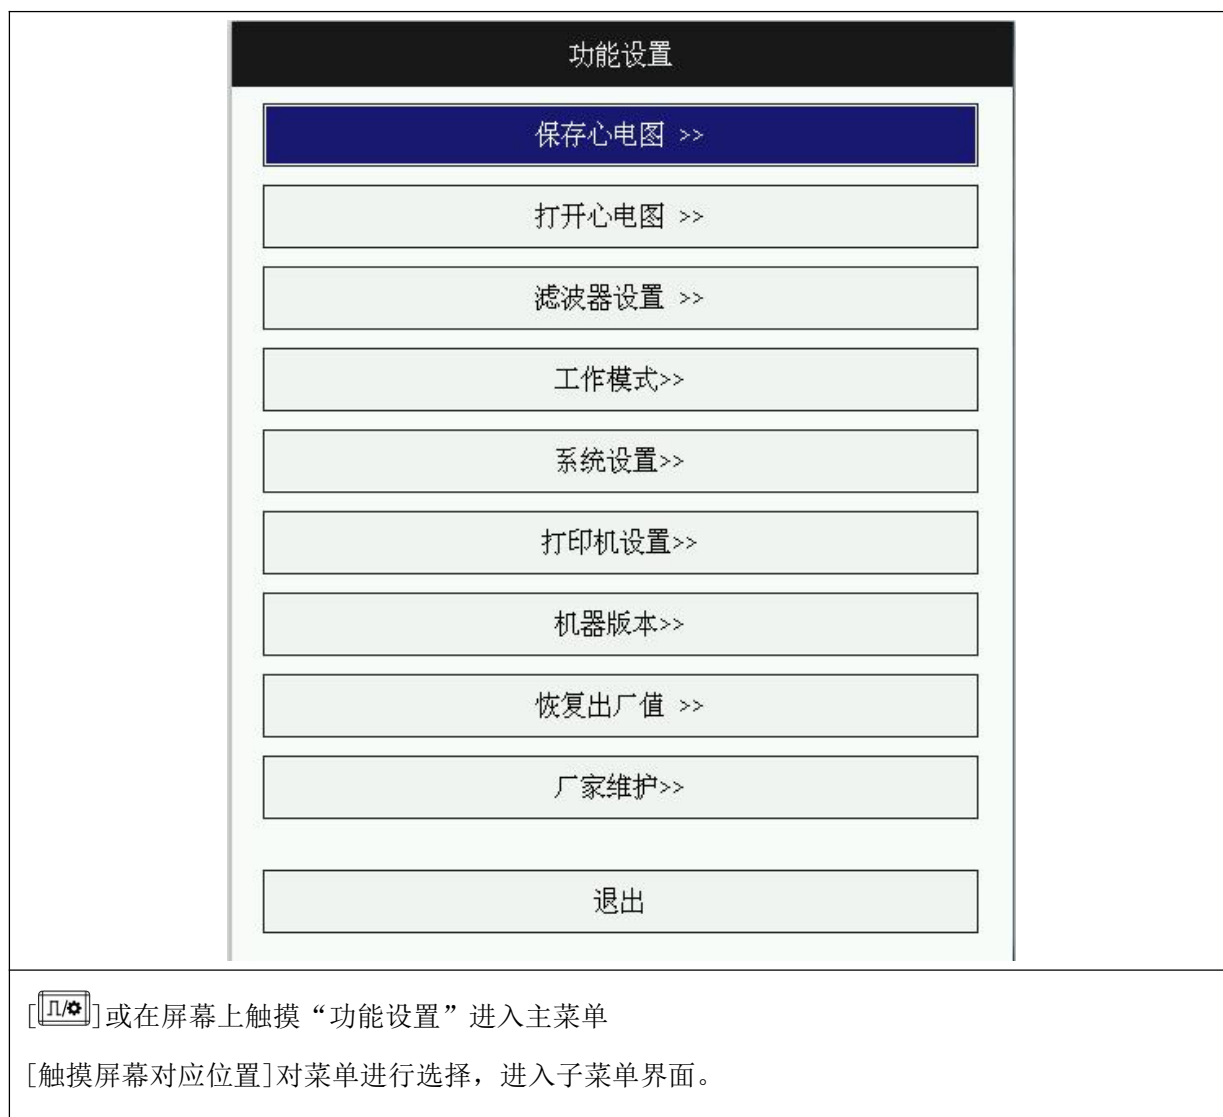 功能设置
保存心电图 >>
打开心电图 >>
滤波器设置 >>
工作模式>>
系统设置>>
打印机设置>>
机器版本>>
恢复出厂值 >>
厂家维护>>
退出
[]或在屏幕上触摸“功能设置”进入主菜单
[触摸屏幕对应位置]对菜单进行选择，进入子菜单界面。